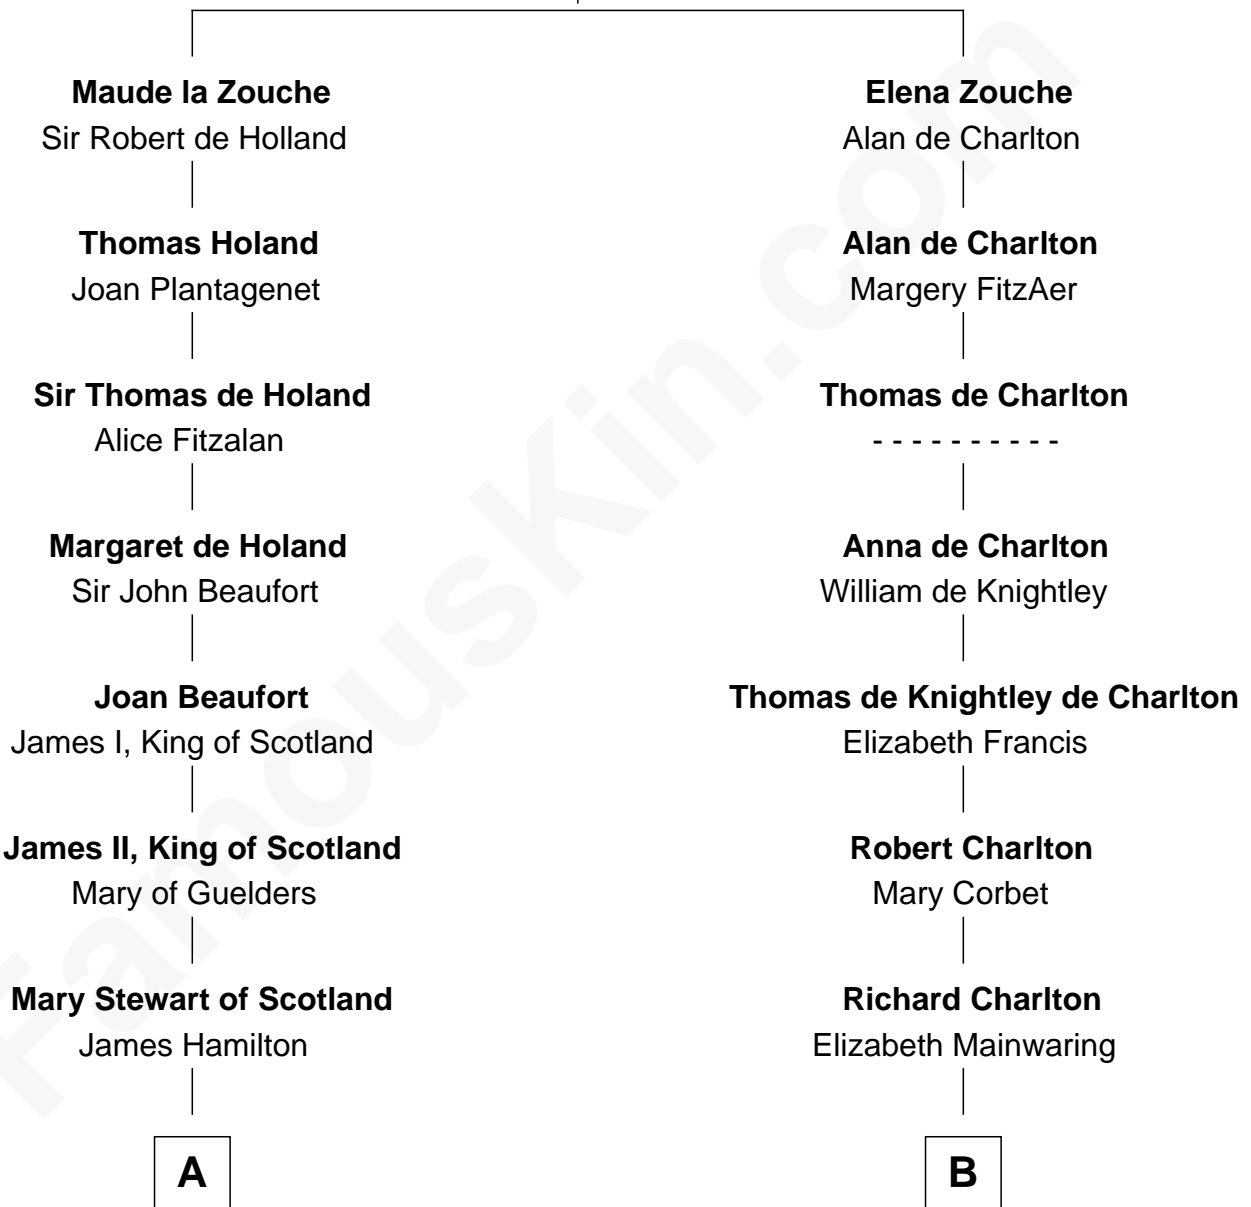 Maude la Zouche
Sir Robert de Holland
Thomas Holand
Joan Plantagenet
Sir Thomas de Holand
Alice Fitzalan
Margaret de Holand
Sir John Beaufort
Joan Beaufort
James I, King of Scotland
James II, King of Scotland
Mary of Guelders
Mary Stewart of Scotland
James Hamilton
A
Elena Zouche
Alan de Charlton
Alan de Charlton
Margery FitzAer
Thomas de Charlton
- - - - - - - - - -
Anna de Charlton
William de Knightley
Thomas de Knightley de Charlton
Elizabeth Francis
Robert Charlton
Mary Corbet
Richard Charlton
Elizabeth Mainwaring
B
FamousKin.com